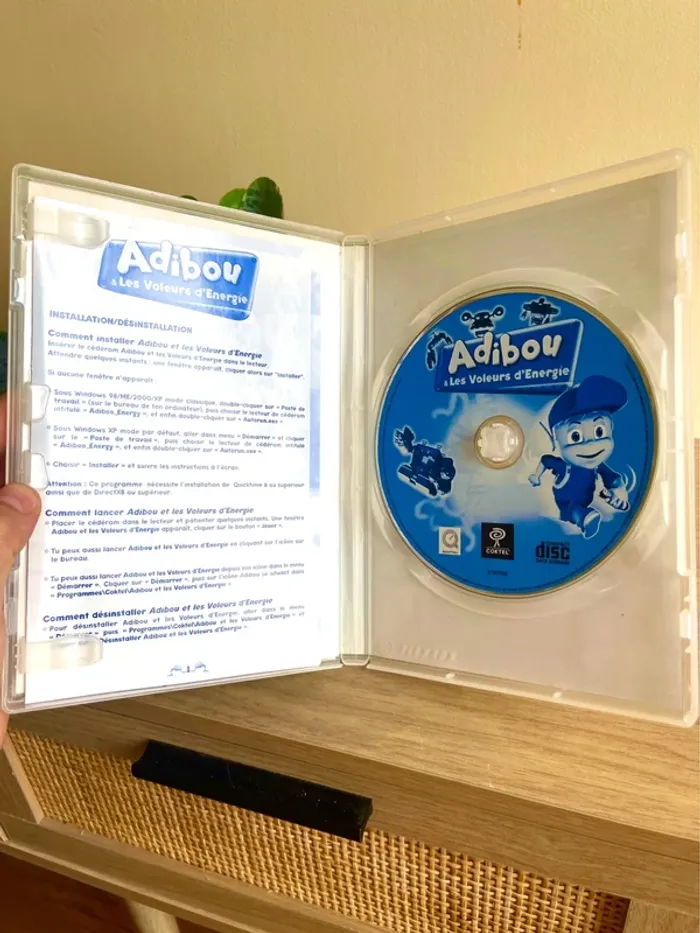 Adibou
& Les Voleurs d'Energie
INSTALLATION/DÉSINSTALLATION
Comment installer Adibou et les Voleurs d'Energie
Insérer le cédérom Adibou et les Voleurs d'Energie dans le lecteur.
Attendre quelques instants : une fenêtre apparaît, cliquer alors sur "Installer".
Si aucune fenêtre n'apparaît :
Sous Windows 98/ME/2000/XP mode classique, double-cliquer sur « Poste de
travail » (sur le bureau de ton ordinateur), puis choisir le lecteur de cédérom
intitulé « Adibou_Energy », et enfin double-cliquer sur « Autorun.exe »
Sous Windows XP mode par défaut, aller dans menu « Démarrer » et cliquer
sur le « Poste de travail », puis choisir le lecteur de cédérom intitulé
« Adibou_Energy », et enfin double-cliquer sur « Autorun.exe ».
Choisir « Installer » et suivre les instructions à l'écran.
Attention : Ce programme nécessite l'installation de Quicktime 6 ou supérieur
ainsi que de DirectX8 ou supérieur.
Comment lancer Adibou et les Voleurs d'Energie
Placer le cédérom dans le lecteur et patienter quelques instants. Une fenêtre
Adibou et les Voleurs d'Energie apparaît, cliquer sur le bouton « Jouer ».
Tu peux aussi lancer Adibou et les Voleurs d'Energie en cliquant sur l'icône sur
le bureau.
Tu peux aussi lancer Adibou et les Voleurs d'Energie depuis son icône dans le menu
« Démarrer ». Cliquer sur « Démarrer », puis sur l'icône Adibou se situant dans
« Programmes\Coktel\Adibou et les Voleurs d'Energie »
Comment désinstaller Adibou et les Voleurs d'Energie
Pour désinstaller Adibou et les Voleurs d'Energie, aller dans le menu
« Démarrer », puis « Programmes\Coktel\Adibou et les Voleurs d'Energie » et
Désinstaller Adibou et les Voleurs d'Energie ».
1
Adibou
& Les Voleurs d'Energie
COKTEL
COMPACT
disc